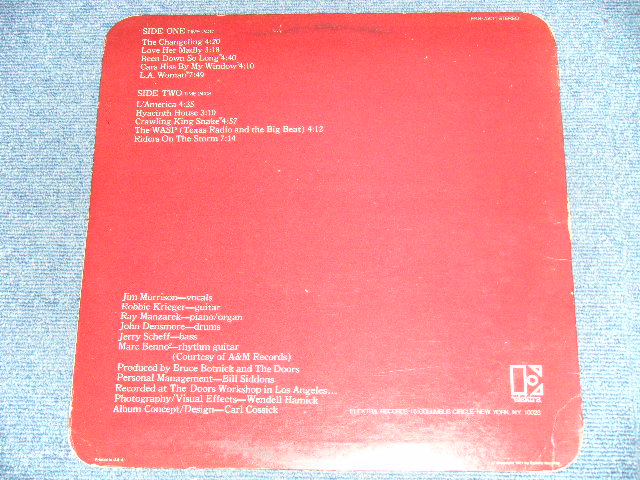 STEREO
SIDE ONE TIME
The Changeling 4:20
Love Her Madly 3:18
Been Down So Long 4:40
Cars Hiss By My Window 4:10
L.A. Woman 7:49
SIDE TWO TIME
L'America 4:35
Hyacinth House 3:10
Crawling King Snake 4:57
The WASP (Texas Radio and the Big Beat) 4:12
Riders On The Storm 7:14
Jim Morrison—vocals
Robbie Krieger—guitar
Ray Manzarek—piano/organ
John Densmore—drums
Jerry Scheff—bass
Marc Benno—rhythm guitar
(Courtesy of A&M Records)
Produced by Bruce Botnick and The Doors
Personal Management—Bill Siddons
Recorded at The Doors Workshop in Los Angeles...
Photography/Visual Effects—Wendell Hamick
Album Concept/Design—Carl Cossick
ELEKTRA RECORDS 15 COLUMBUS CIRCLE NEW YORK, NY. 10023
Printed in U.S.A.